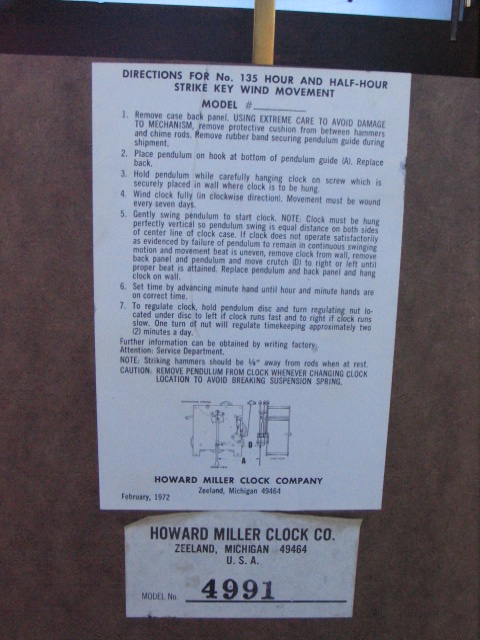 DIRECTIONS FOR No. 135 HOUR AND HALF-HOUR
STRIKE KEY WIND MOVEMENT
MODEL #
1. Remove case back panel. USING EXTREME CARE TO AVOID DAMAGE
TO MECHANISM, remove protective cushion from between hammers
and chime rods. Remove rubber band securing pendulum guide during
shipment.
2. Place pendulum on hook at bottom of pendulum guide (A). Replace
back.
3. Hold pendulum while carefully hanging clock on screw which is
securely placed in wall where clock is to be hung.
4. Wind clock fully (in clockwise direction). Movement must be wound
every seven days.
5. Gently swing pendulum to start clock. NOTE: Clock must be hung
perfectly vertical so pendulum swing is equal distance on both sides
of center line of clock case. If clock does not operate satisfactorily
as evidenced by failure of pendulum to remain in continuous swinging
motion and movement beat is uneven, remove clock from wall, remove
back panel and pendulum and move crutch (D) to right or left until
proper beat is attained. Replace pendulum and back panel and hang
clock on wall.
6. Set time by advancing minute hand until hour and minute hands are
on correct time.
7. To regulate clock, hold pendulum disc and turn regulating nut lo-
cated under disc to left if clock runs fast and to right if clock runs
slow. One turn of nut will regulate timekeeping approximately two
(2) minutes a day.
Further information can be obtained by writing factory.
Attention: Service Department.
NOTE: Striking hammers should be 1/8" away from rods when at rest.
CAUTION: REMOVE PENDULUM FROM CLOCK WHENEVER CHANGING CLOCK
LOCATION TO AVOID BREAKING SUSPENSION SPRING.
A
HOWARD MILLER CLOCK COMPANY
Zeeland, Michigan 49464
February, 1972
HOWARD MILLER CLOCK CO.
ZEELAND, MICHIGAN 49464
U. S. A.
MODEL No. 4991